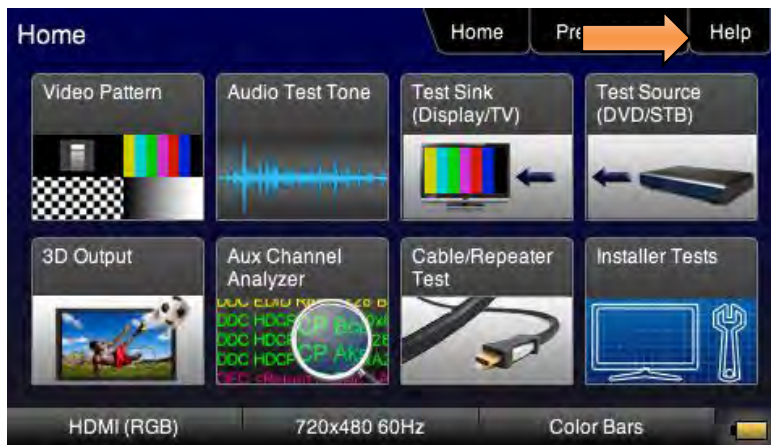 Home
Home Help
Video Pattern
Audio Test Tone
Test Sink
(Display/TV)
Test Source
(DVD/STB)
3D Output
Aux Channel
Analyzer
Cable/Repeater
Test
Installer Tests
HDMI (RGB) 720x480 60Hz Color Bars